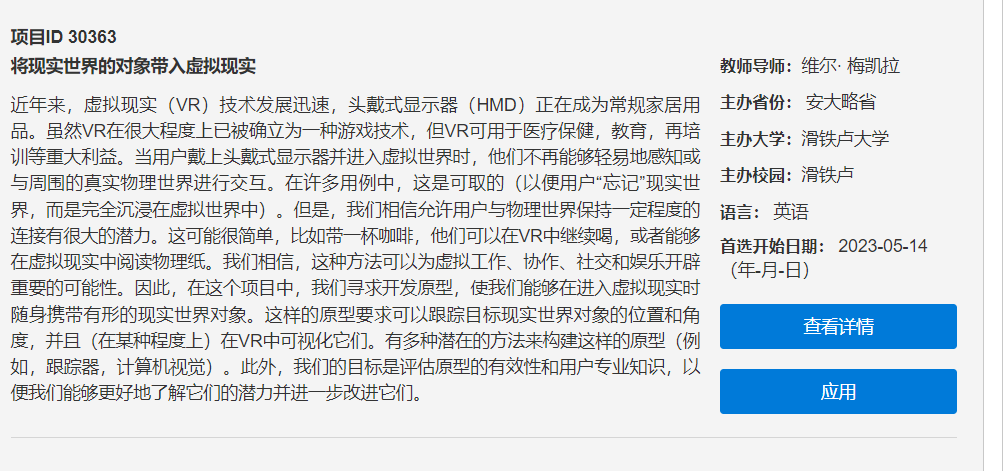 项目ID 30363
将现实世界的对象带入虚拟现实
近年来，虚拟现实（VR）技术发展迅速，头戴式显示器（HMD）正在成为常规家居用
品。虽然VR在很大程度上已被确立为一种游戏技术，但VR可用于医疗保健，教育，再培
训等重大利益。当用户戴上头戴式显示器并进入虚拟世界时，他们不再能够轻易地感知或
与周围的真实物理世界进行交互。在许多用例中，这是可取的（以便用户“忘记”现实世
界，而是完全沉浸在虚拟世界中）。但是，我们相信允许用户与物理世界保持一定程度的
连接有很大的潜力。这可能很简单，比如带一杯咖啡，他们可以在VR中继续喝，或者能够
在虚拟现实中阅读物理纸。我们相信，这种方法可以为虚拟工作、协作、社交和娱乐开辟
重要的可能性。因此，在这个项目中，我们寻求开发原型，使我们能够在进入虚拟现实时
随身携带有形的现实世界对象。这样的原型要求可以跟踪目标现实世界对象的位置和角
度，并且（在某种程度上）在VR中可视化它们。有多种潜在的方法来构建这样的原型（例
如，跟踪器，计算机视觉）。此外，我们的目标是评估原型的有效性和用户专业知识，以
便我们能够更好地了解它们的潜力并进一步改进它们。
教师导师：维尔· 梅凯拉
主办省份： 安大略省
主办大学：滑铁卢大学
主办校园：滑铁卢
语言： 英语
首选开始日期： 2023-05-14
（年-月-日）
查看详情
应用